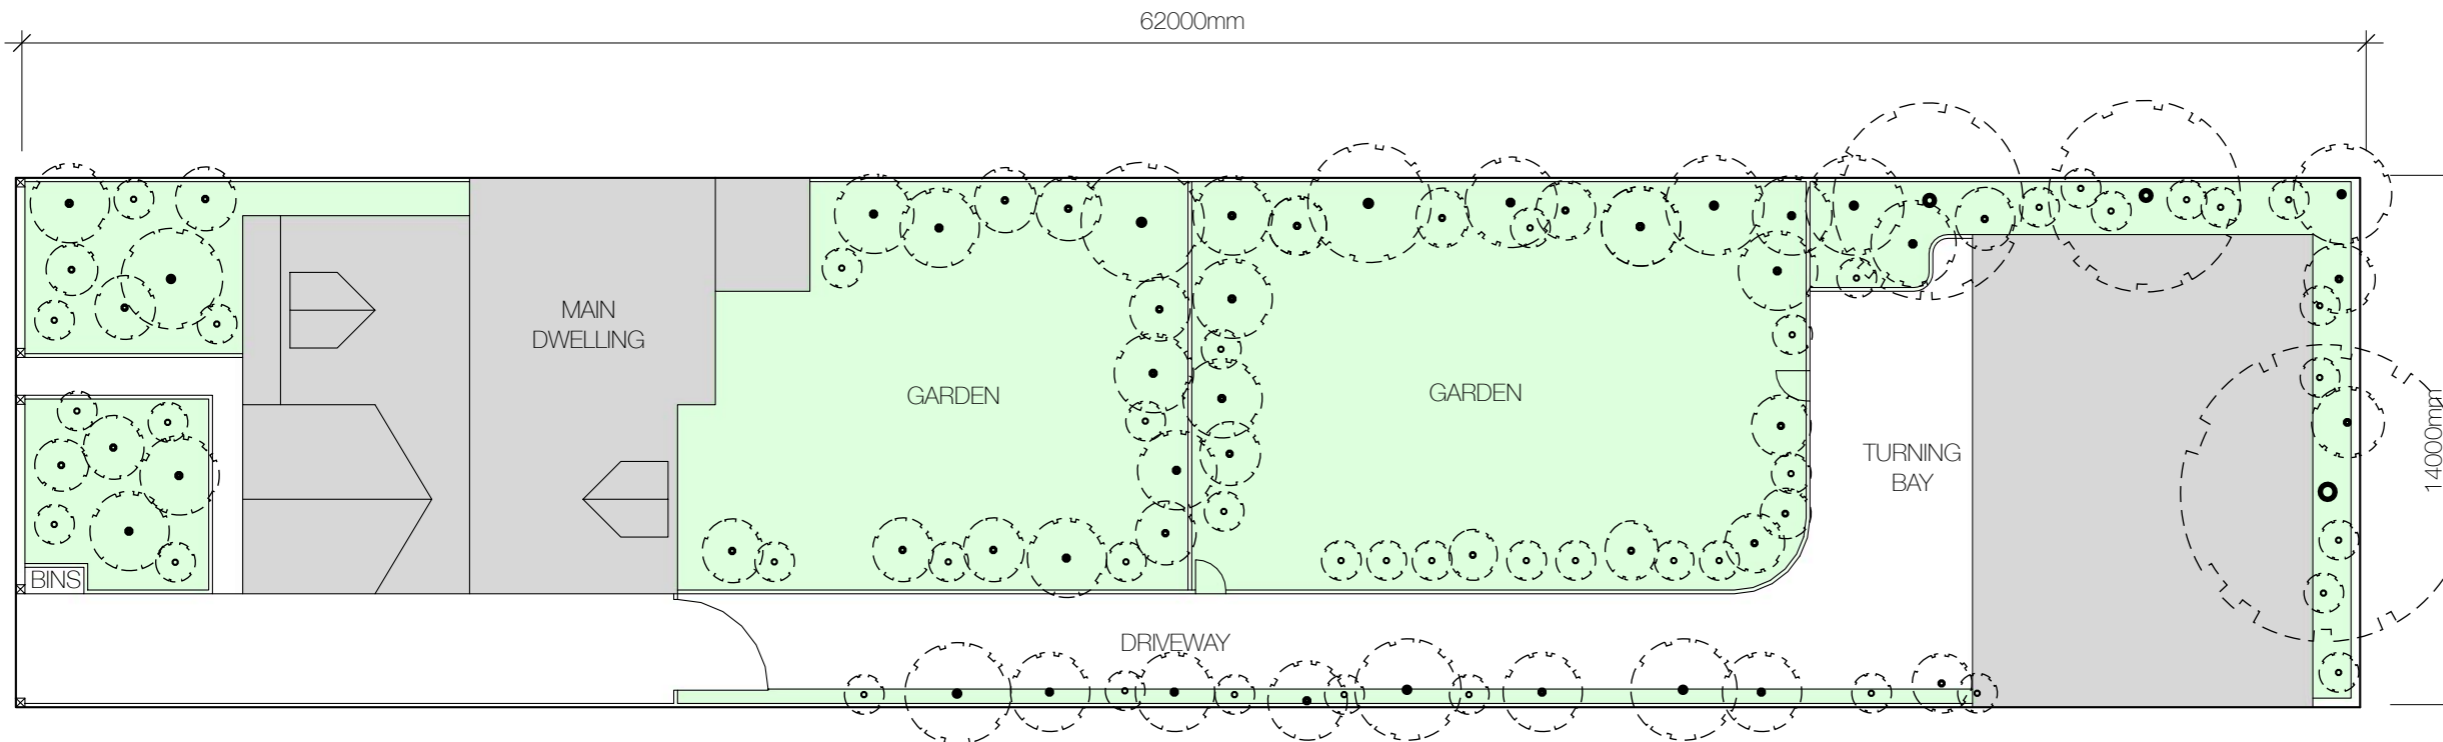 62000mm
MAIN
DWELLING
GARDEN
GARDEN
TURNING
BAY
14000mm
BINS
DRIVEWAY